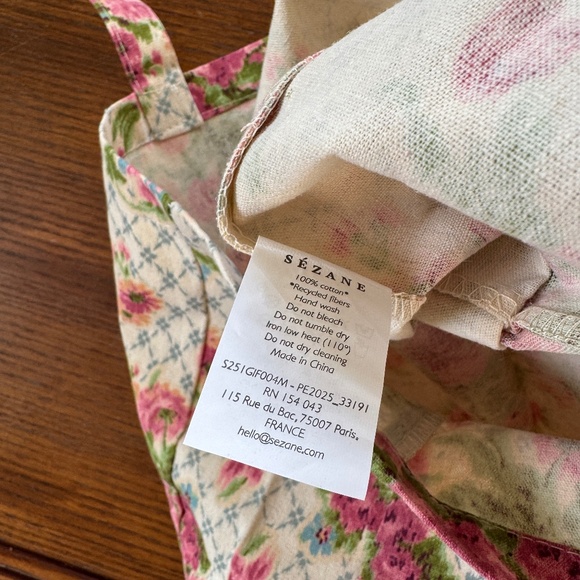 SÉZANE
100% cotton*
*Recycled fibers
Hand wash
Do not bleach
Do not tumble dry
Iron low heat (110°)
Do not dry cleaning
Made in China
S251GIF004M - PE2025_33191
RN 154 043
115 Rue du Bac, 75007 Paris,
FRANCE
hello@sezane.com